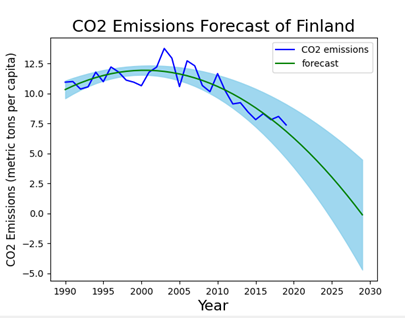 CO2 Emissions Forecast of Finland
CO2 Emissions (metric tons per capita)
12.5
10.0
7.5
5.0
2.5
0.0
−2.5
−5.0
CO2 emissions
forecast
1990 1995 2000 2005 2010 2015 2020 2025 2030
Year